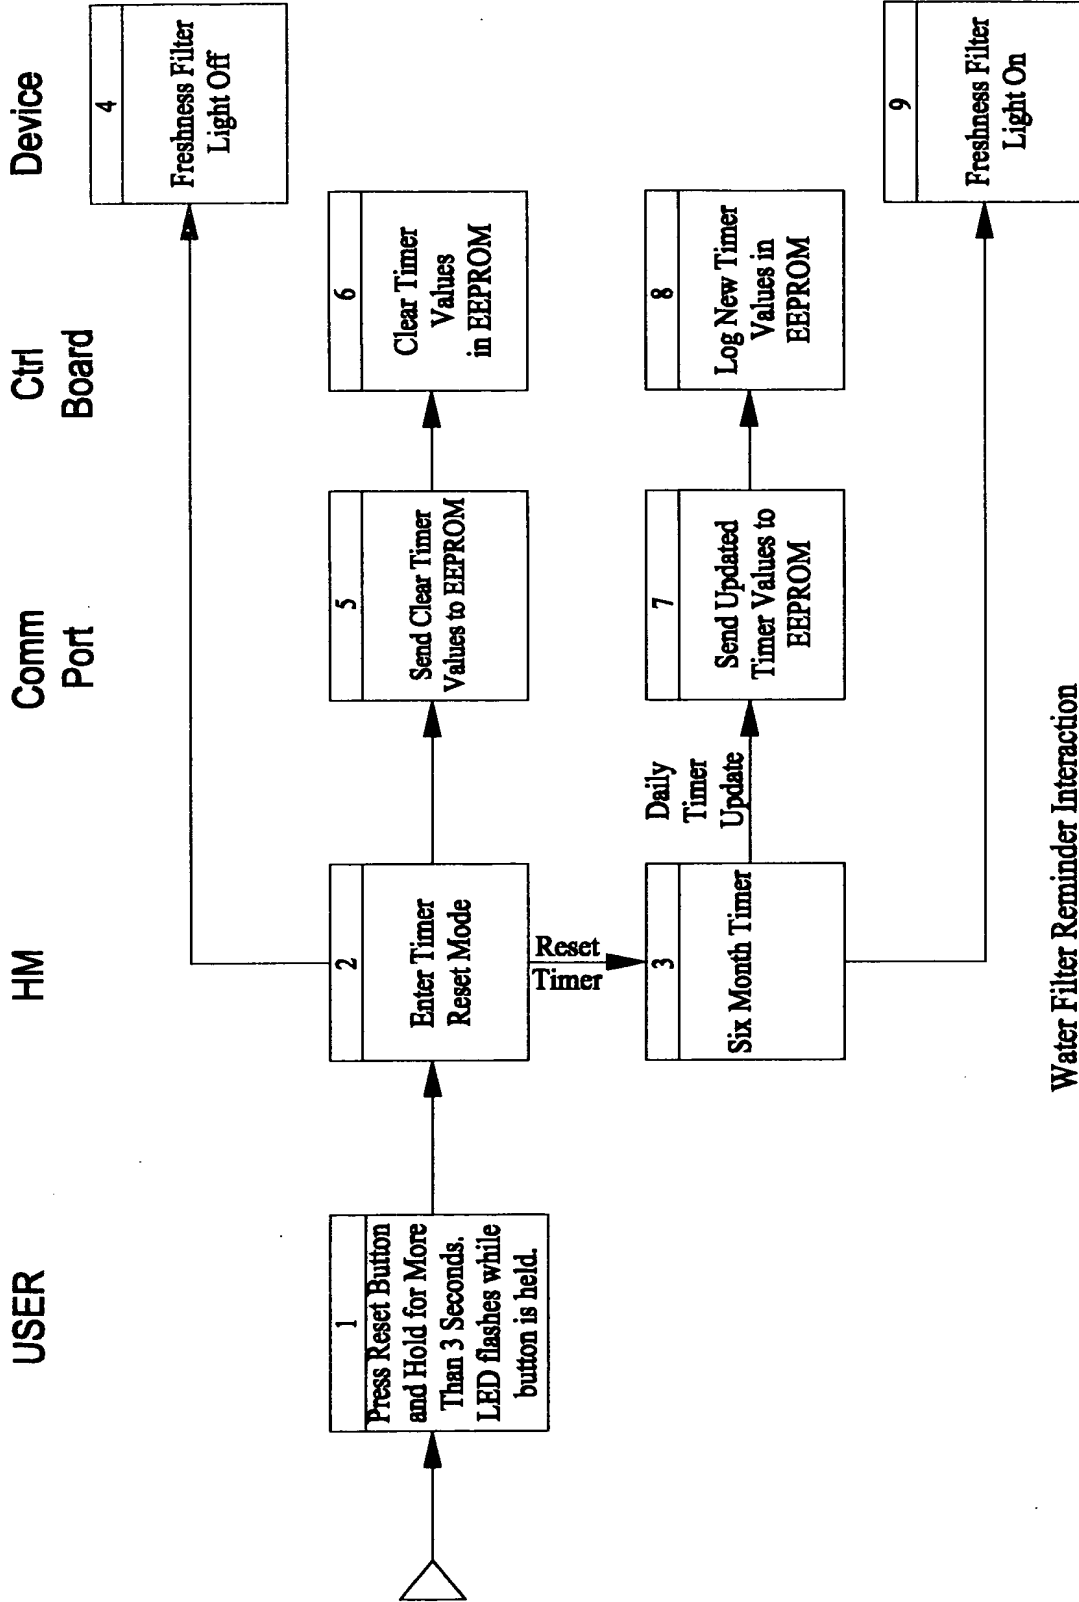 USER
HM
Comm
Port
Ctrl
Board
Device
1
Press Reset Button
and Hold for More
Than 3 Seconds.
LED flashes while
button is held.
2
Enter Timer
Reset Mode
Reset
Timer
3
Six Month Timer
4
Freshness Filter
Light Off
5
Send Clear Timer
Values to EEPROM
6
Clear Timer
Values
in EEPROM
Daily
Timer
Update
7
Send Updated
Timer Values to
EEPROM
8
Log New Timer
Values in
EEPROM
9
Freshness Filter
Light On
Water Filter Reminder Interaction